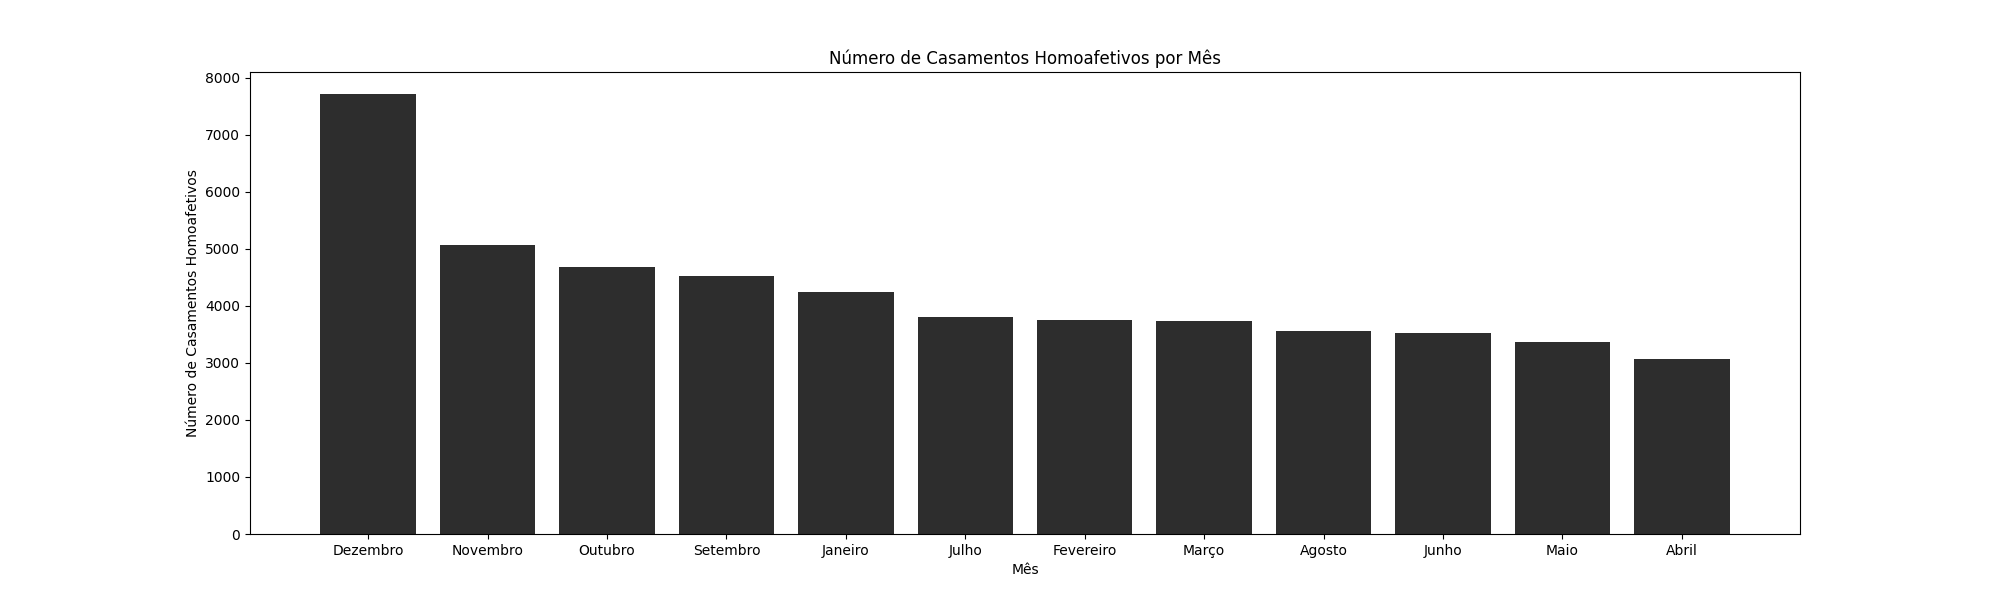 Número de Casamentos Homoafetivos por Mês
Número de Casamentos Homoafetivos
8000
7000
6000
5000
4000
3000
2000
1000
0
Dezembro Novembro Outubro Setembro Janeiro Julho Fevereiro Março Agosto Junho Maio Abril
Mês